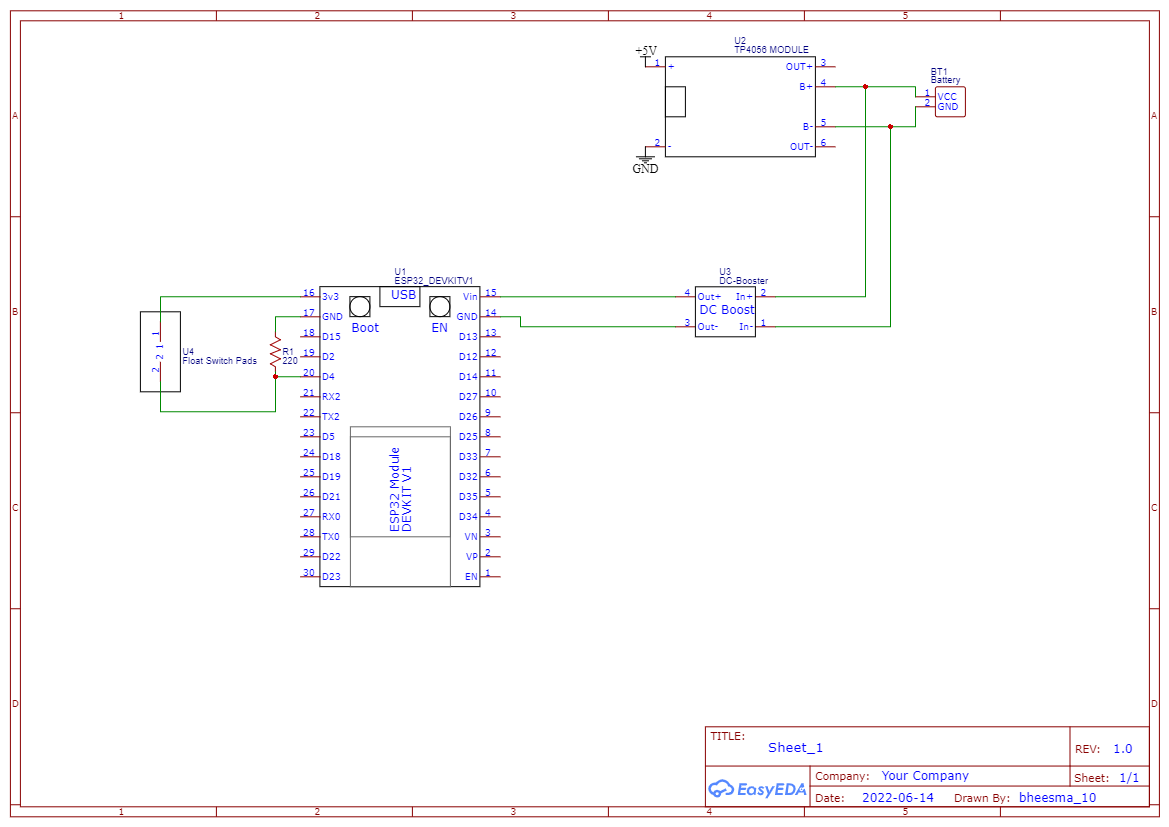 1 2 3 4 5
A A
B B
C C
D D
+5V
GND
U2
TP4056 MODULE
1 +
2 -
OUT+ 3
B+ 4
B- 5
OUT- 6
BT1
Battery
1 VCC
2 GND
U3
DC-Booster
4 Out+ In+ 2
DC Boost
3 Out- In- 1
U1
ESP32_DEVKITV1
USB
Boot
EN
16 3v3
17 GND
18 D15
19 D2
20 D4
21 RX2
22 TX2
23 D5
24 D18
25 D19
26 D21
27 RX0
28 TX0
29 D22
30 D23
Vin 15
GND 14
D13 13
D12 12
D14 11
D27 10
D26 9
D25 8
D33 7
D32 6
D35 5
D34 4
VN 3
VP 2
EN 1
ESP32 Module
DEVKIT V1
R1
220
U4
Float Switch Pads
1 1
2 2
TITLE:
Sheet_1
REV: 1.0
EasyEDA
Company: Your Company
Sheet: 1/1
Date: 2022-06-14 Drawn By: bheesma_10
1 2 3 4 5